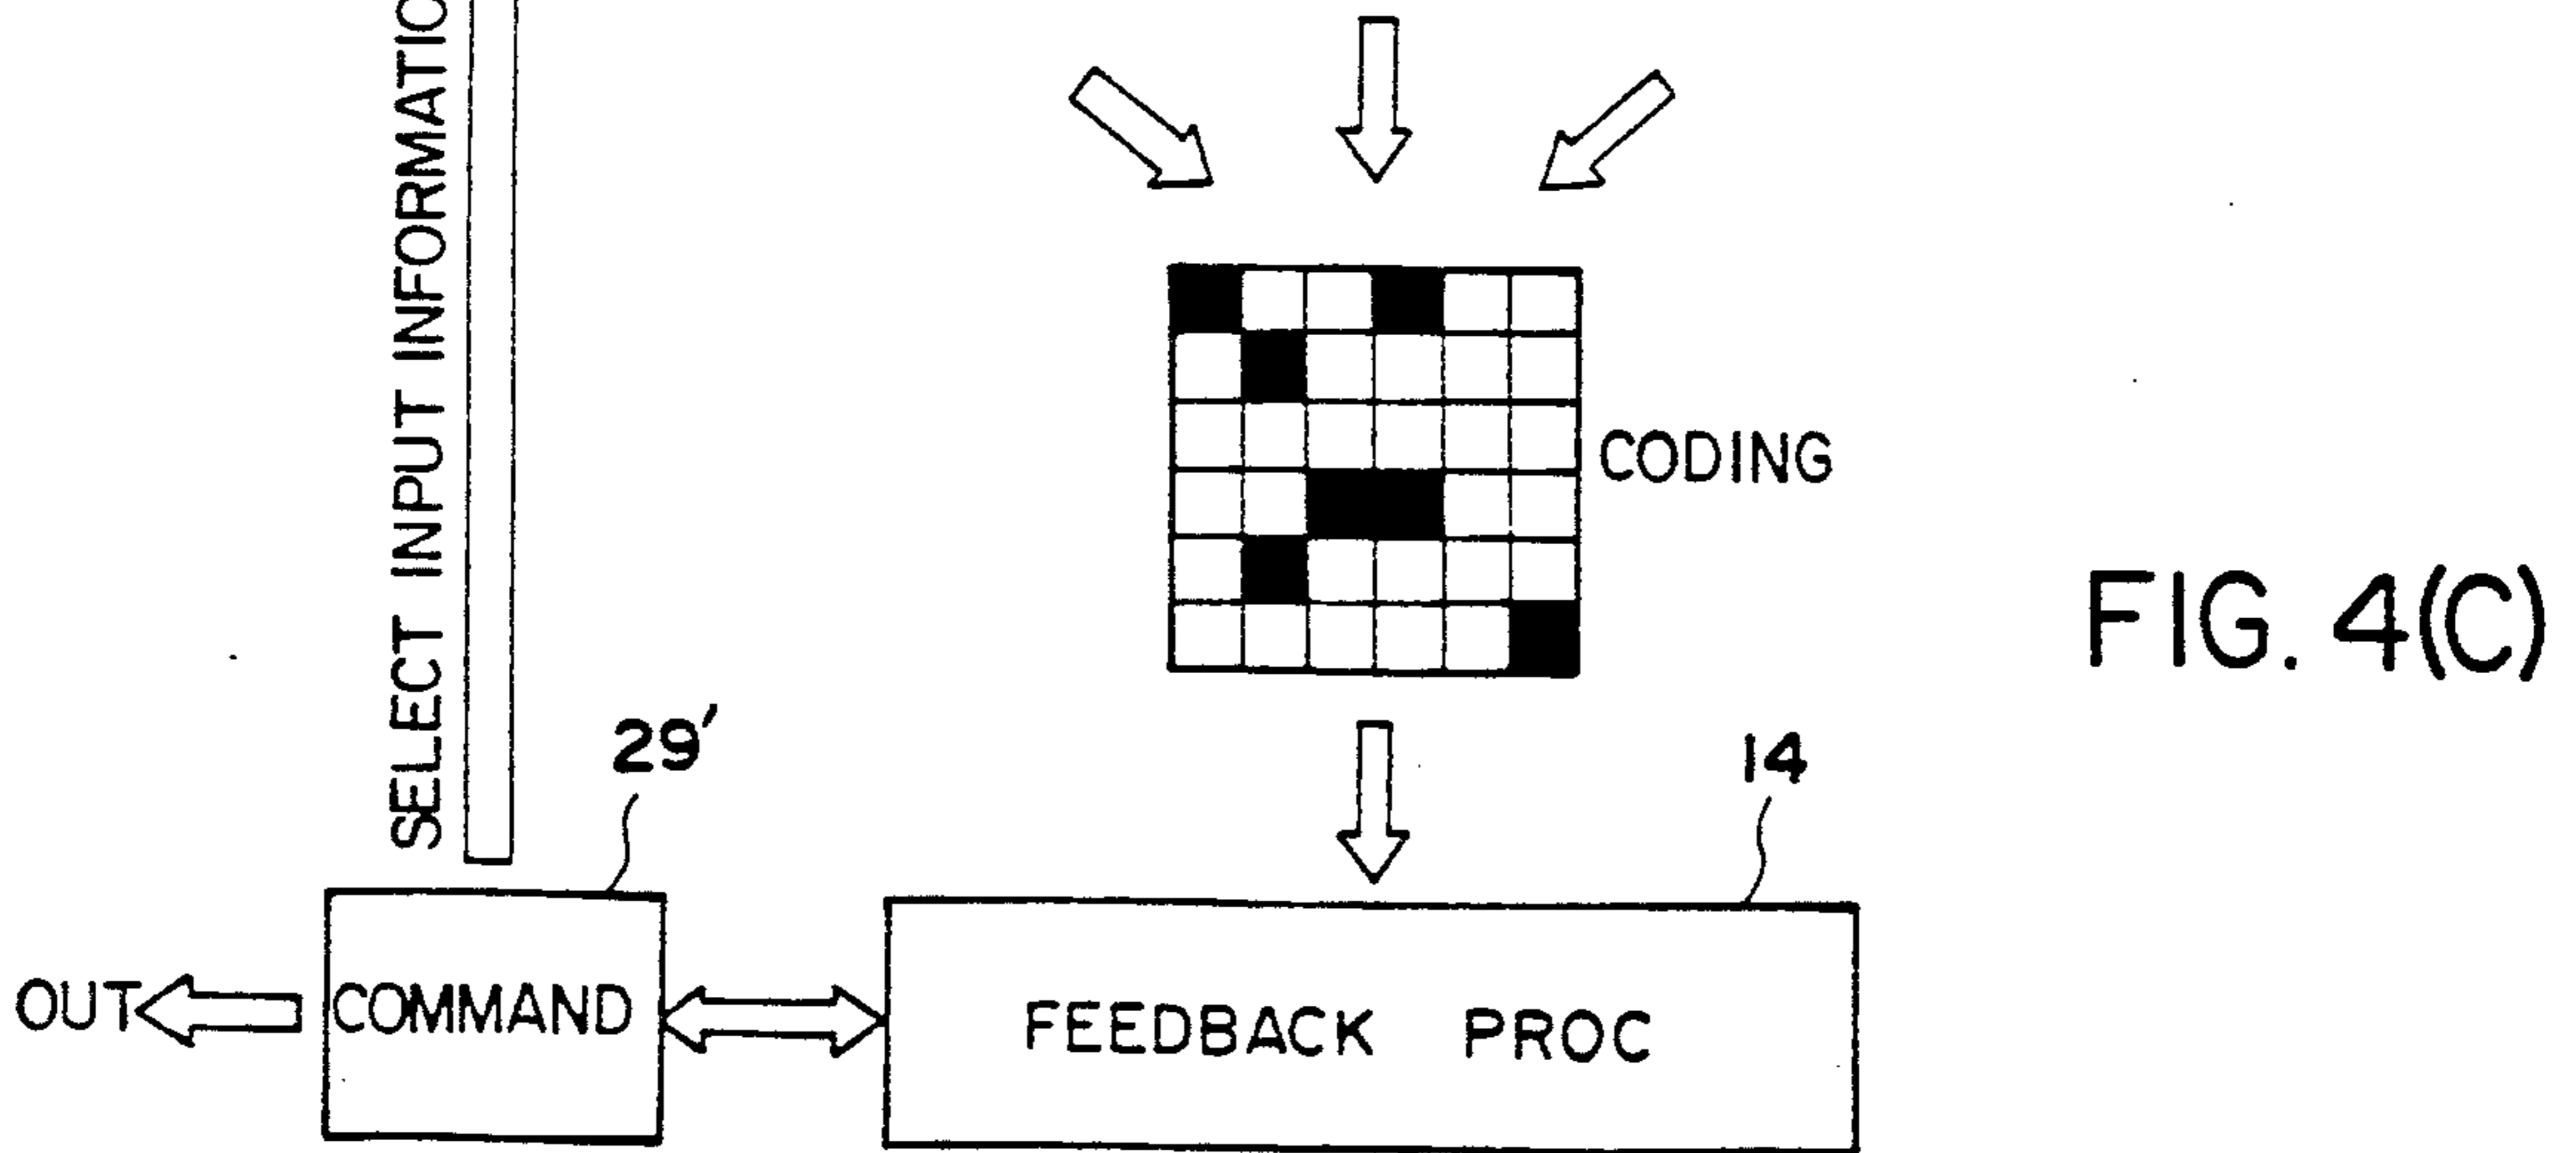 SELECT INPUT INFORMATIO
CODING
FIG. 4(C)
29'
14
OUT
COMMAND
FEEDBACK PROC